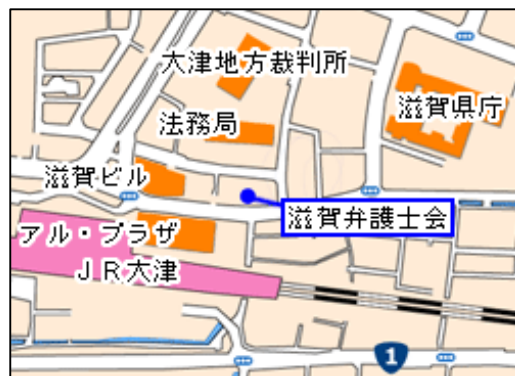 大津地方裁判所
滋賀県庁
法務局
滋賀ビル
滋賀弁護士会
アル・プラザ
ＪＲ大津
1